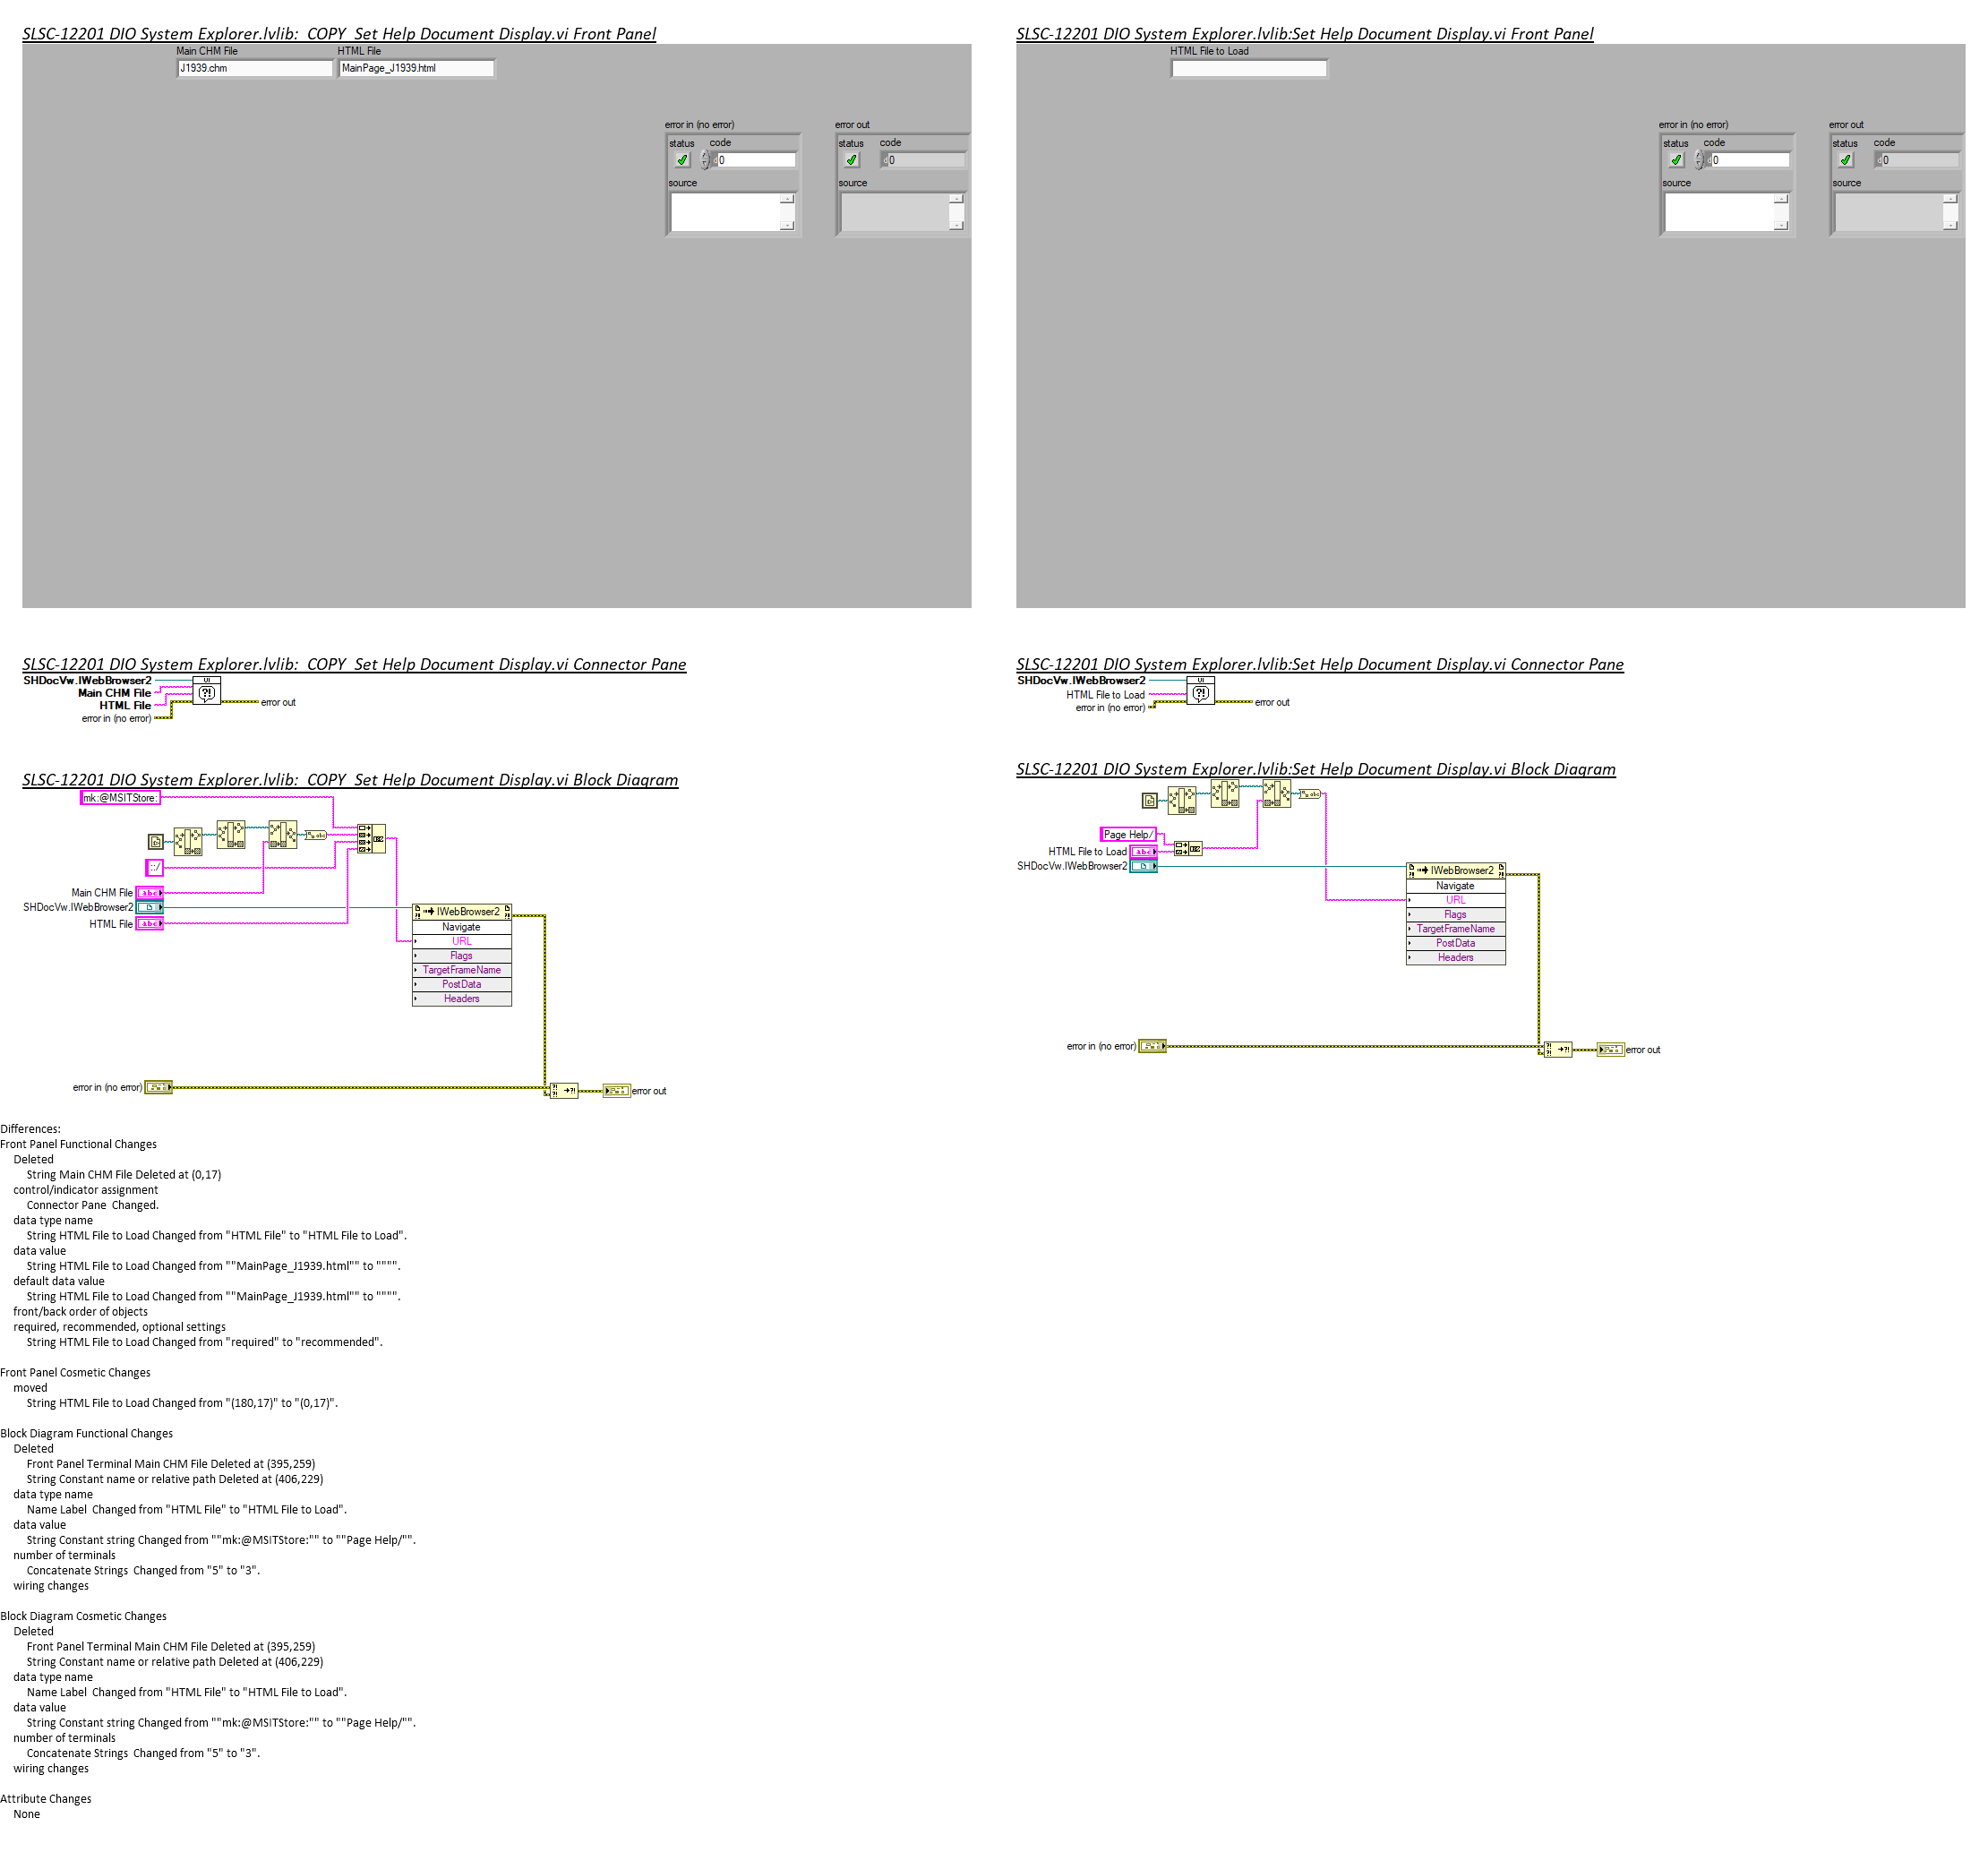 SLSC-12201 DIO System Explorer.lvlib:_COPY_Set Help Document Display.vi Front Panel
Main CHM File
HTML File
J1939.chm
MainPage_J1939.html
error in (no error)
error out
status
code
status
code
0
0
source
source
SLSC-12201 DIO System Explorer.lvlib:Set Help Document Display.vi Front Panel
HTML File to Load
error in (no error)
error out
status
code
status
code
0
0
source
source
SLSC-12201 DIO System Explorer.lvlib:_COPY_Set Help Document Display.vi Connector Pane
SHDocVw.IWebBrowser2
Main CHM File
HTML File
error in (no error)
error out
VI
?!
SLSC-12201 DIO System Explorer.lvlib:Set Help Document Display.vi Connector Pane
SHDocVw.IWebBrowser2
HTML File to Load
error in (no error)
error out
VI
?!
SLSC-12201 DIO System Explorer.lvlib:_COPY_Set Help Document Display.vi Block Diagram
mk:@MSITStore:
::/
Main CHM File
abc
SHDocVw.IWebBrowser2
HTML File
abc
IWebBrowser2
Navigate
URL
Flags
TargetFrameName
PostData
Headers
error in (no error)
error out
SLSC-12201 DIO System Explorer.lvlib:Set Help Document Display.vi Block Diagram
Page Help/
HTML File to Load
abc
SHDocVw.IWebBrowser2
IWebBrowser2
Navigate
URL
Flags
TargetFrameName
PostData
Headers
error in (no error)
error out
Differences:
Front Panel Functional Changes
Deleted
String Main CHM File Deleted at (0,17)
control/indicator assignment
Connector Pane  Changed.
data type name
String HTML File to Load Changed from "HTML File" to "HTML File to Load".
data value
String HTML File to Load Changed from ""MainPage_J1939.html"" to """".
default data value
String HTML File to Load Changed from ""MainPage_J1939.html"" to """".
front/back order of objects
required, recommended, optional settings
String HTML File to Load Changed from "required" to "recommended".
Front Panel Cosmetic Changes
moved
String HTML File to Load Changed from "(180,17)" to "(0,17)".
Block Diagram Functional Changes
Deleted
Front Panel Terminal Main CHM File Deleted at (395,259)
String Constant name or relative path Deleted at (406,229)
data type name
Name Label  Changed from "HTML File" to "HTML File to Load".
data value
String Constant string Changed from ""mk:@MSITStore:"" to ""Page Help/"".
number of terminals
Concatenate Strings  Changed from "5" to "3".
wiring changes
Block Diagram Cosmetic Changes
Deleted
Front Panel Terminal Main CHM File Deleted at (395,259)
String Constant name or relative path Deleted at (406,229)
data type name
Name Label  Changed from "HTML File" to "HTML File to Load".
data value
String Constant string Changed from ""mk:@MSITStore:"" to ""Page Help/"".
number of terminals
Concatenate Strings  Changed from "5" to "3".
wiring changes
Attribute Changes
None